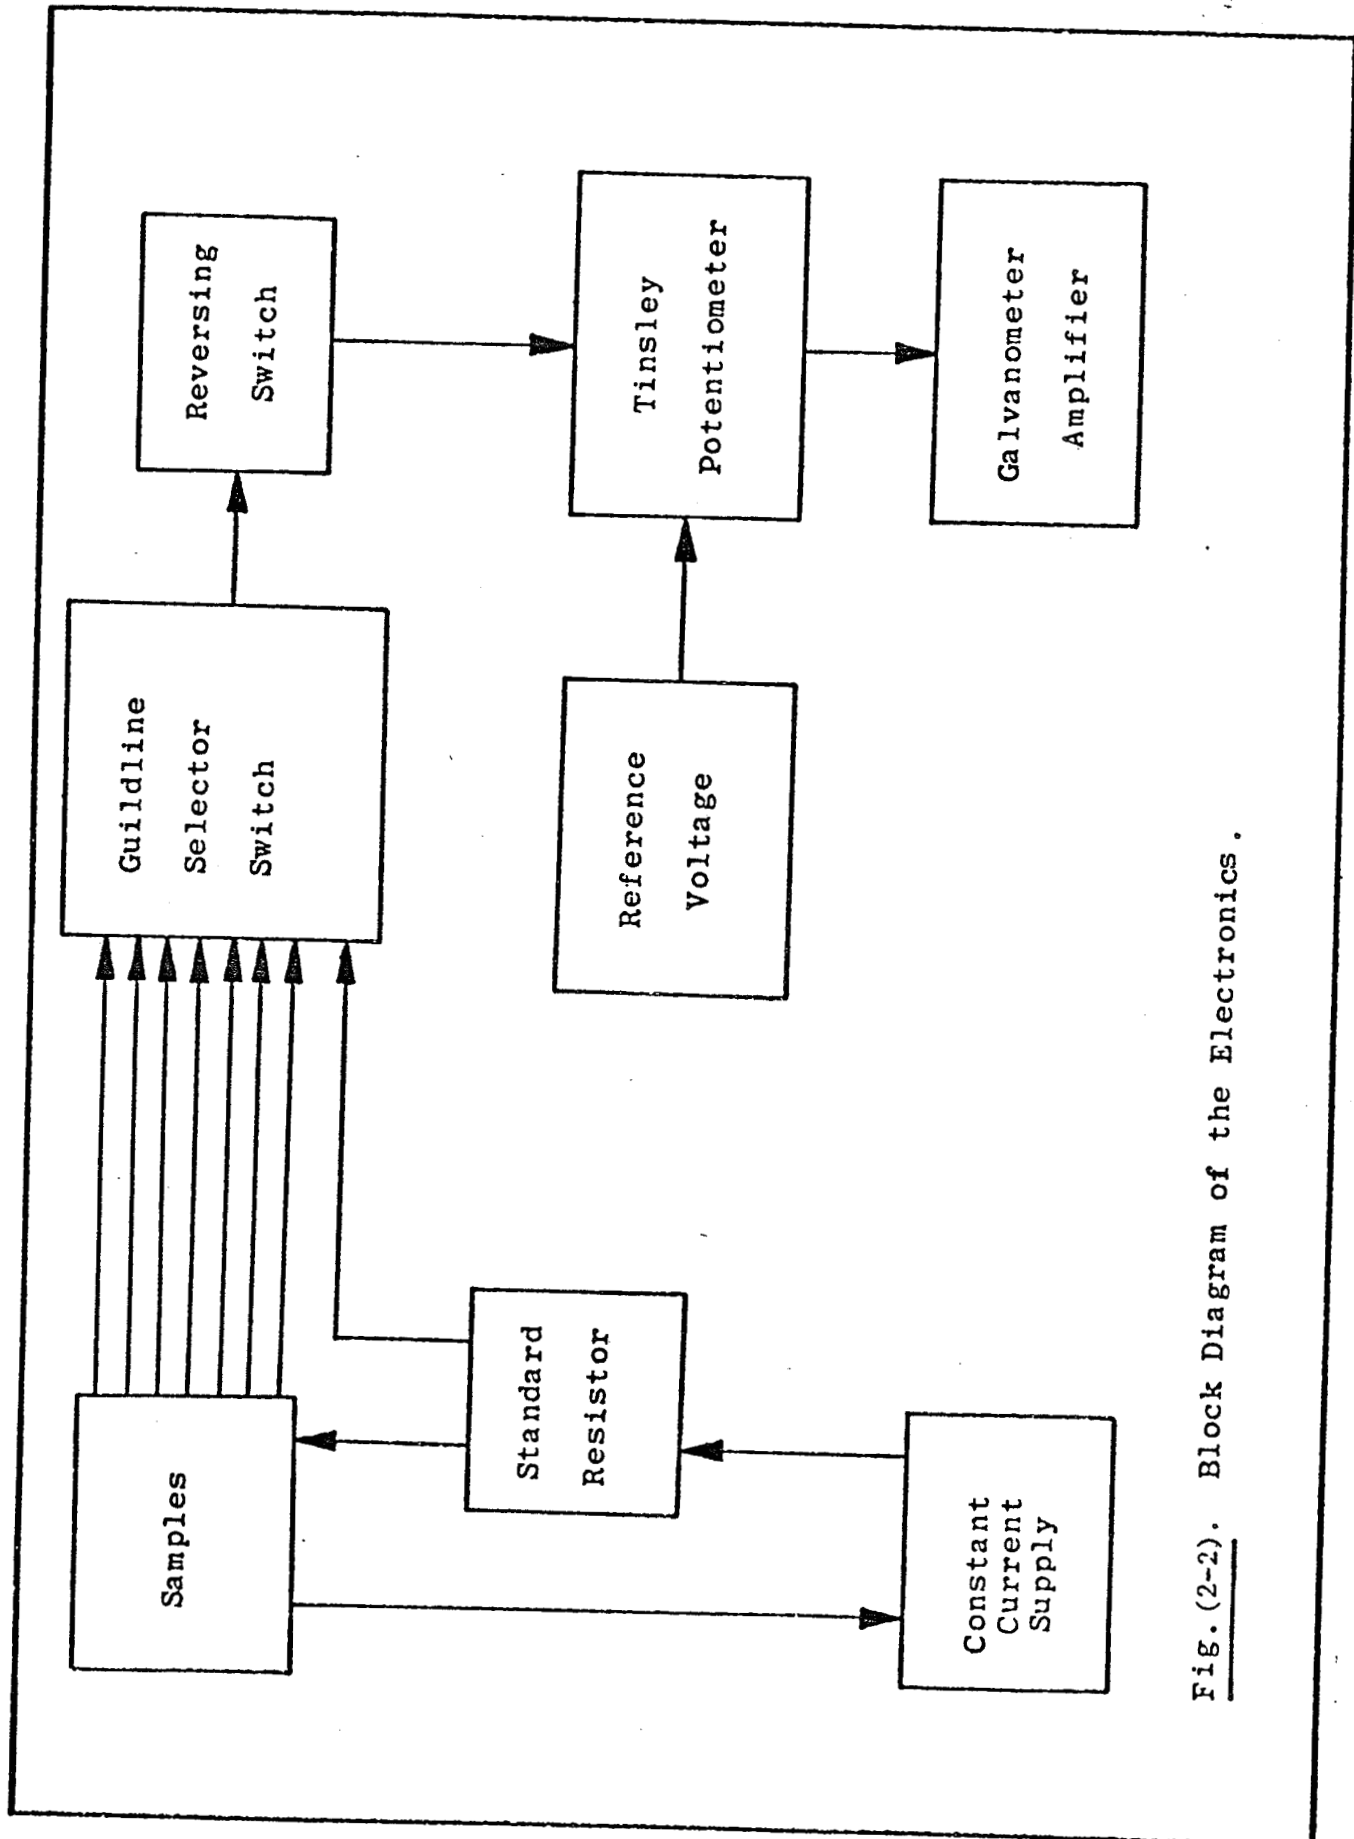 Samples
Guildline
Selector
Switch
Reversing
Switch
Standard
Resistor
Reference
Voltage
Tinsley
Potentiometer
Constant
Current
Supply
Galvanometer
Amplifier
Fig.(2-2). Block Diagram of the Electronics.